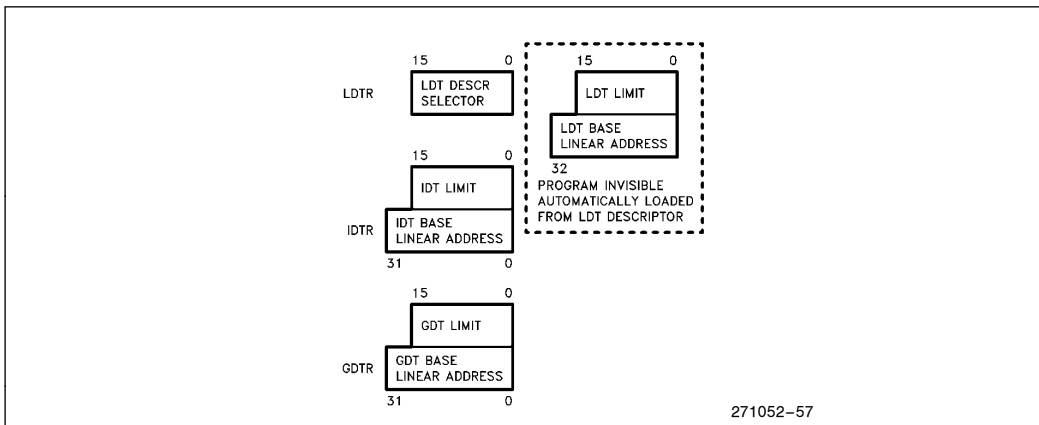 15 0
LDTR
LDT DESCR
SELECTOR
15 0
LDT LIMIT
LDT BASE
LINEAR ADDRESS
32
PROGRAM INVISIBLE
AUTOMATICALLY LOADED
FROM LDT DESCRIPTOR
15 0
IDT LIMIT
IDTR
IDT BASE
LINEAR ADDRESS
31 0
15 0
GDT LIMIT
GDTR
GDT BASE
LINEAR ADDRESS
31 0
271052–57